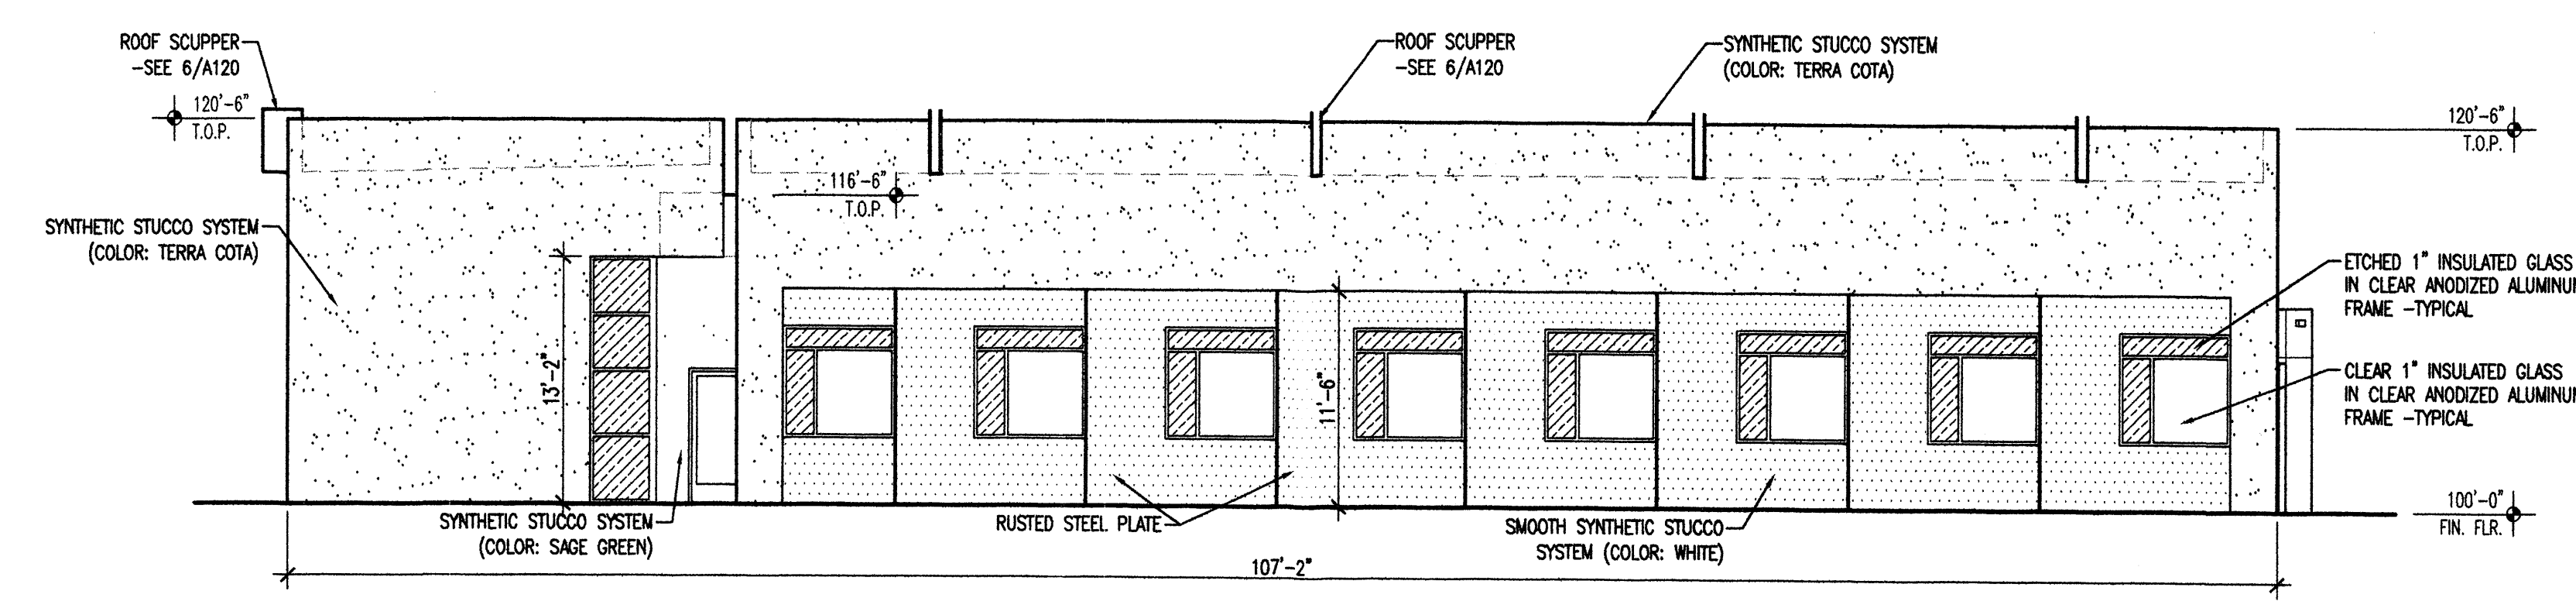 ROOF SCUPPER
-SEE 6/A120
120'-6"
T.O.P.
SYNTHETIC STUCCO SYSTEM
(COLOR: TERRA COTA)
116'-6"
T.O.P.
ROOF SCUPPER
-SEE 6/A120
SYNTHETIC STUCCO SYSTEM
(COLOR: TERRA COTA)
120'-6"
T.O.P.
ETCHED 1" INSULATED GLASS
IN CLEAR ANODIZED ALUMINUM
FRAME -TYPICAL
CLEAR 1" INSULATED GLASS
IN CLEAR ANODIZED ALUMINUM
FRAME -TYPICAL
13'-2"
11'-6"
SYNTHETIC STUCCO SYSTEM
(COLOR: SAGE GREEN)
RUSTED STEEL PLATE
SMOOTH SYNTHETIC STUCCO
SYSTEM (COLOR: WHITE)
100'-0"
FIN. FLR.
107'-2"